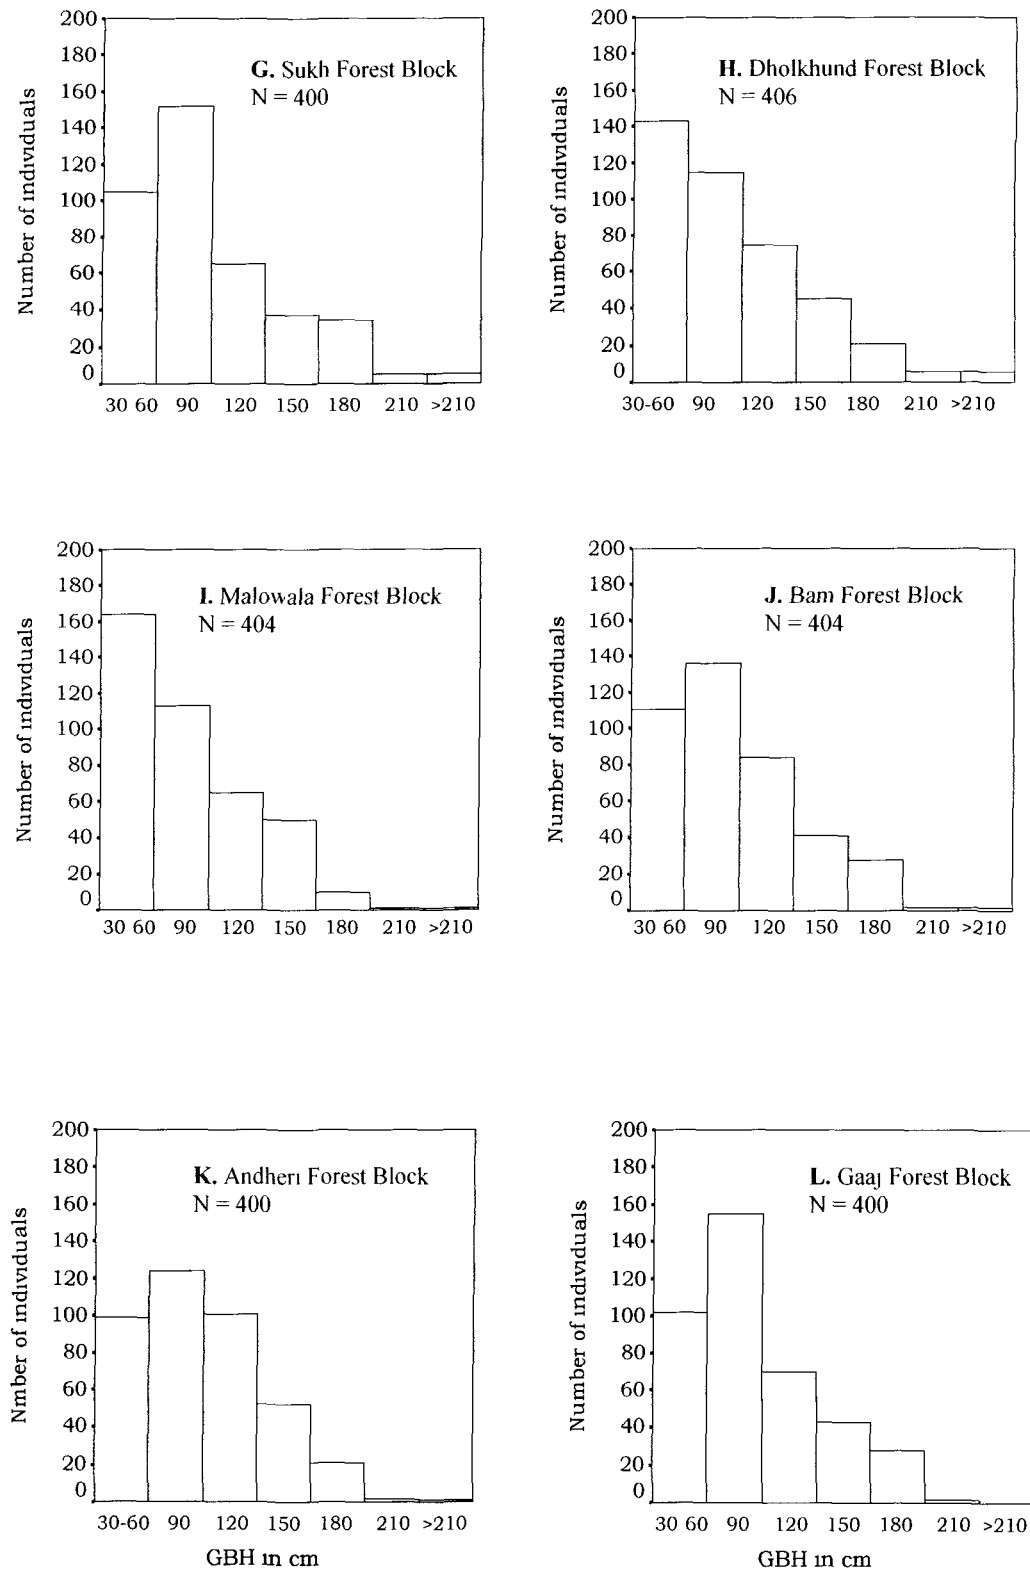 G. Sukh Forest Block
N = 400
Number of individuals
200
180
160
140
120
100
80
60
40
20
0
30 60 90 120 150 180 210 >210
H. Dholkhund Forest Block
N = 406
Number of individuals
200
180
160
140
120
100
80
60
40
20
0
30-60 90 120 150 180 210 >210
I. Malowala Forest Block
N = 404
Number of individuals
200
180
160
140
120
100
80
60
40
20
0
30 60 90 120 150 180 210 >210
J. Bam Forest Block
N = 404
Number of individuals
200
180
160
140
120
100
80
60
40
20
0
30 60 90 120 150 180 210 >210
K. Andheri Forest Block
N = 400
Nmber of individuals
200
180
160
140
120
100
80
60
40
20
0
30-60 90 120 150 180 210 >210
GBH in cm
L. Gaaj Forest Block
N = 400
Number of individuals
200
180
160
140
120
100
80
60
40
20
0
30 60 90 120 150 180 210 >210
GBH in cm